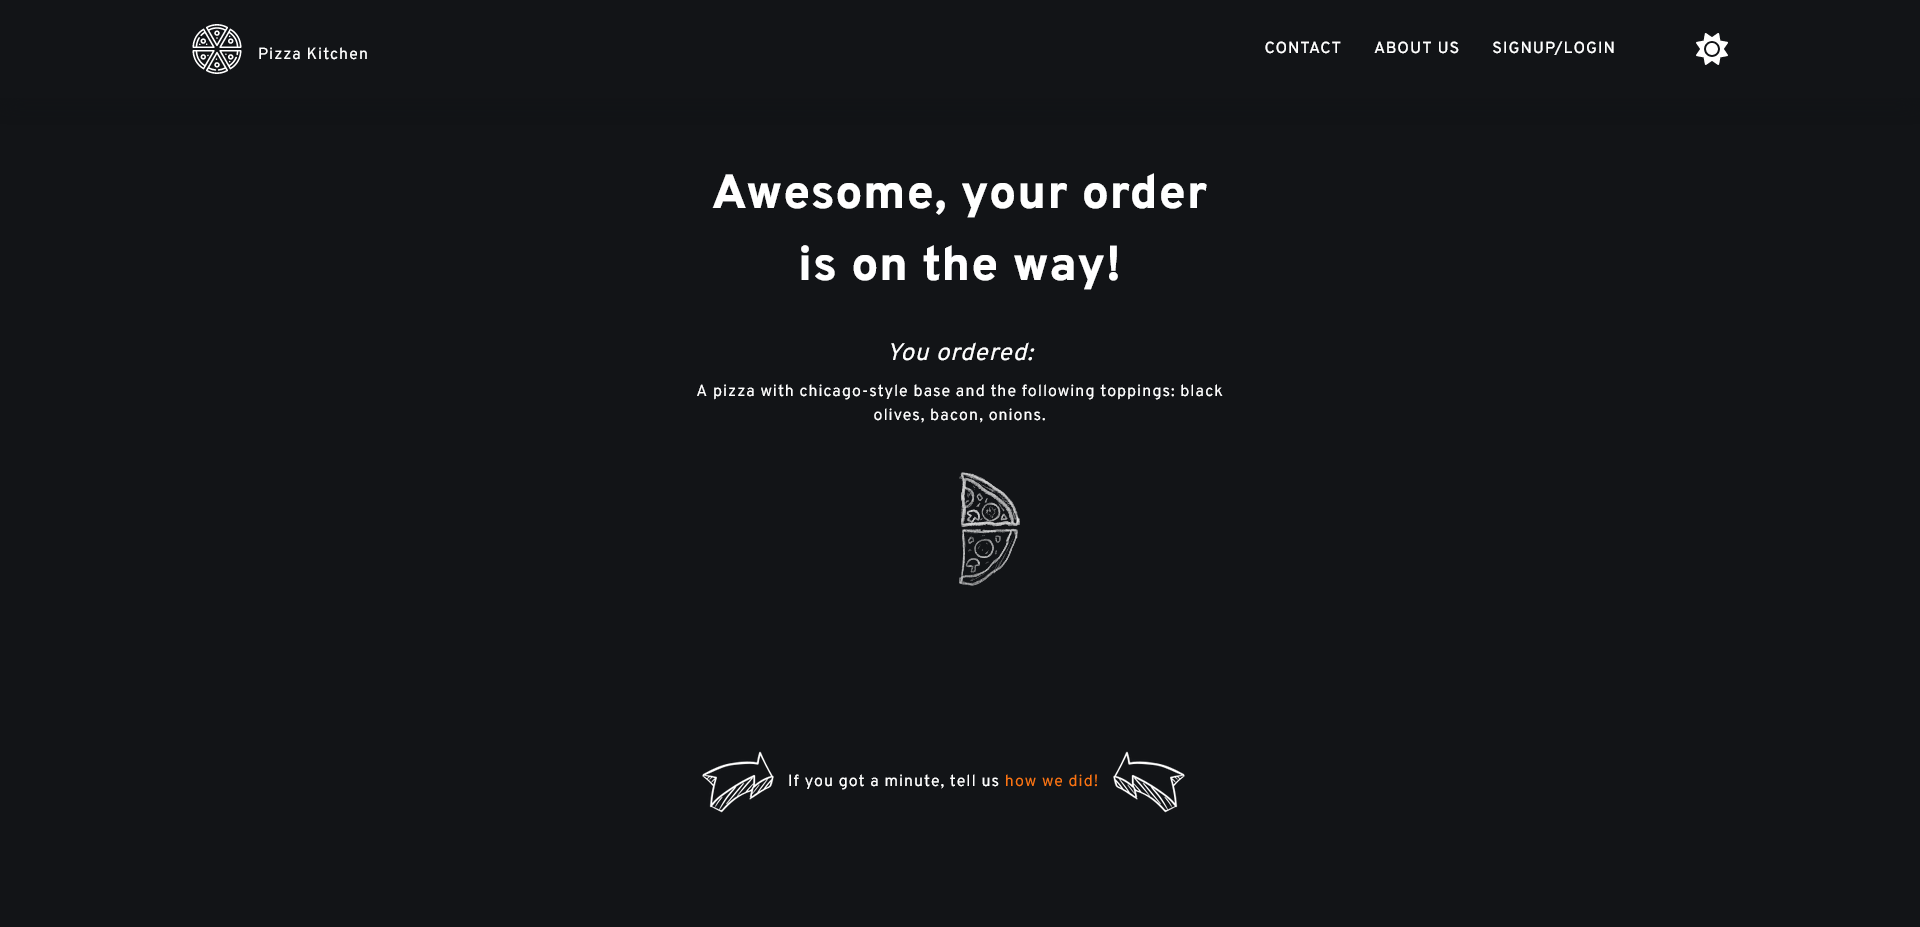 Pizza Kitchen
CONTACT ABOUT US SIGNUP/LOGIN
Awesome, your order
is on the way!
You ordered:
A pizza with chicago-style base and the following toppings: black
olives, bacon, onions.
If you got a minute, tell us how we did!